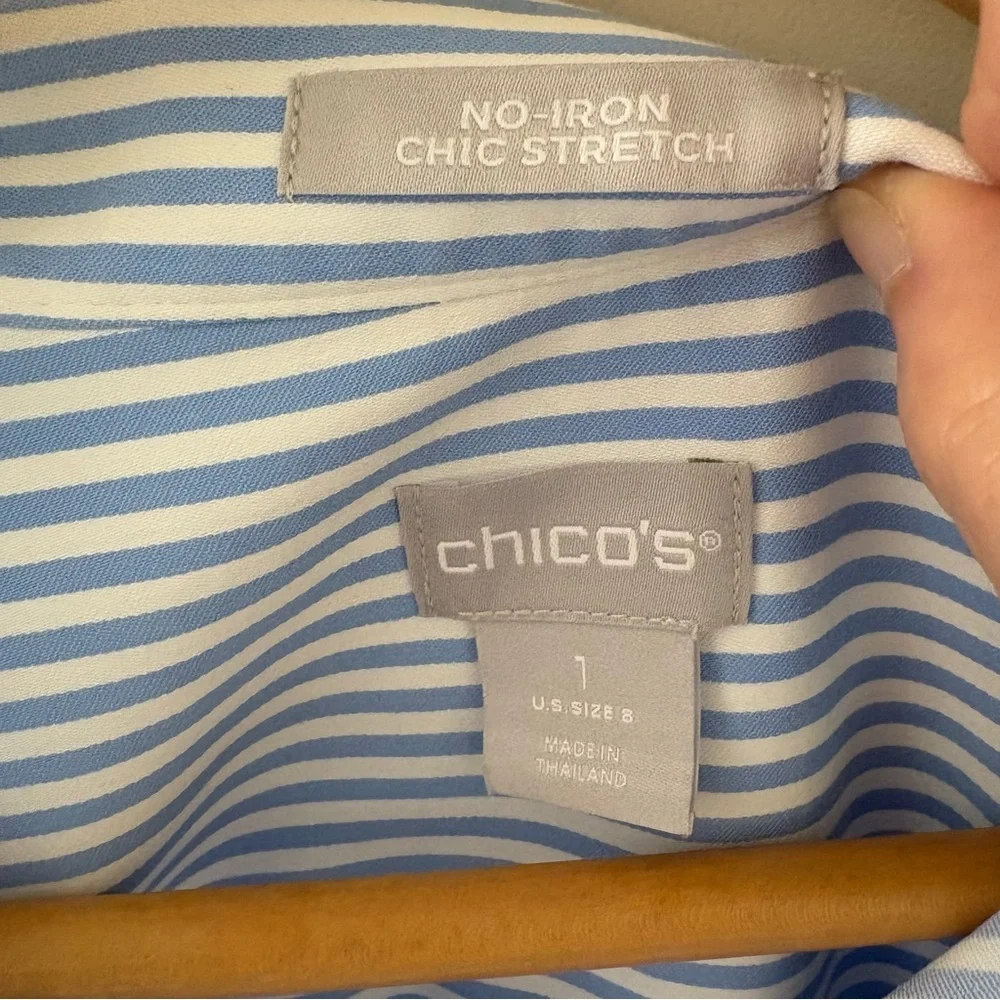 NO-IRON
CHIC STRETCH
chico's®
1
U.S. SIZE 8
MADE IN
THAILAND